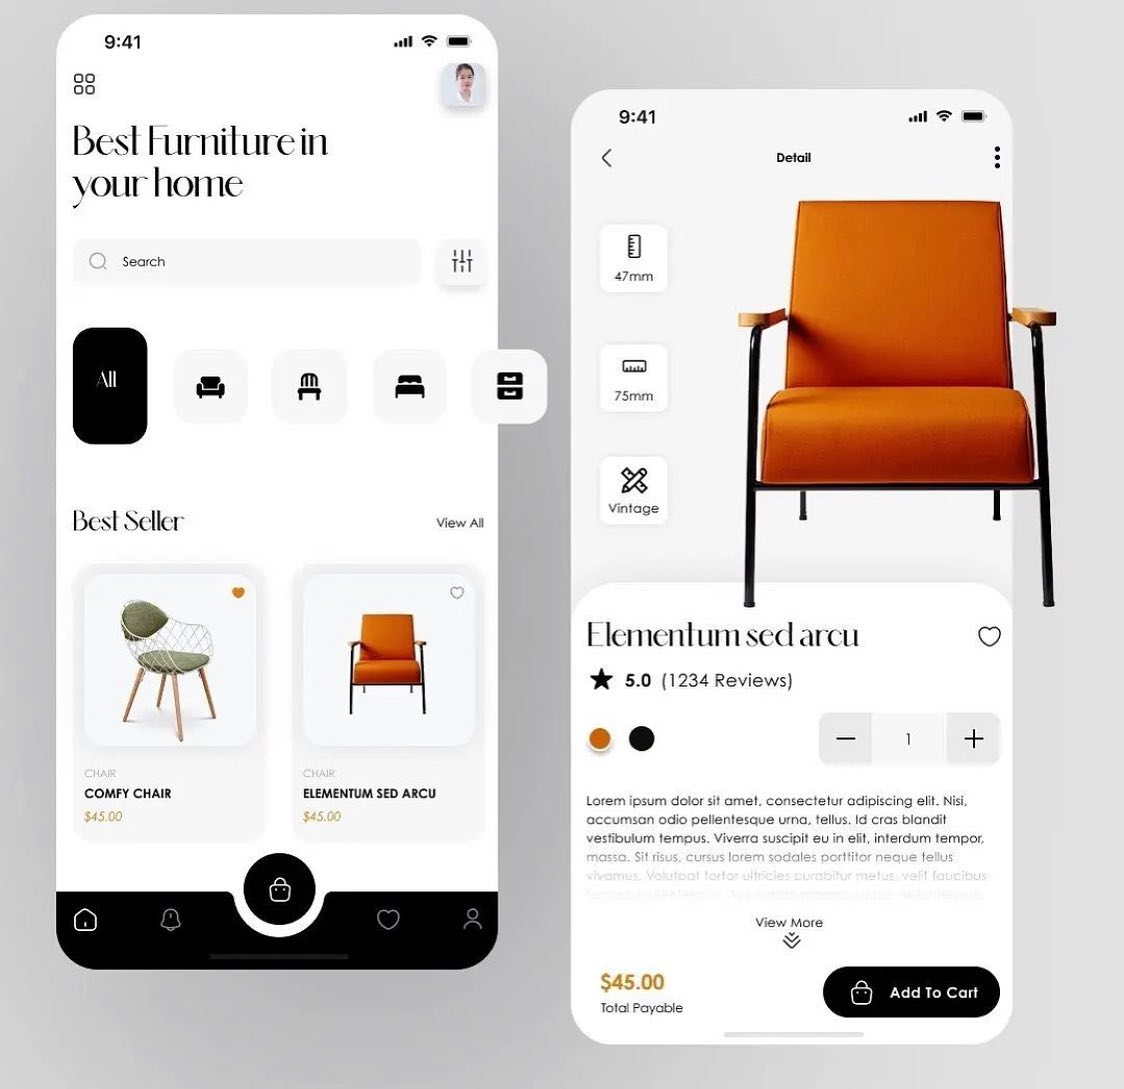 9:41
Best Furniture in
your home
Search
All
Best Seller
View All
CHAIR
COMFY CHAIR
$45.00
CHAIR
ELEMENTUM SED ARCU
$45.00
9:41
Detail
47mm
75mm
Vintage
Elementum sed arcu
5.0 (1234 Reviews)
1
Lorem ipsum dolor sit amet, consectetur adipiscing elit. Nisi,
accumsan odio pellentesque urna, tellus. Id cras blandit
vestibulum tempus. Viverra suscipit eu in elit, interdum tempor,
massa. Sit risus, cursus lorem sodales porttitor neque tellus
vivamus. Volutpat tortor ultricies curabitur metus, velit faucibus
View More
$45.00
Total Payable
Add To Cart